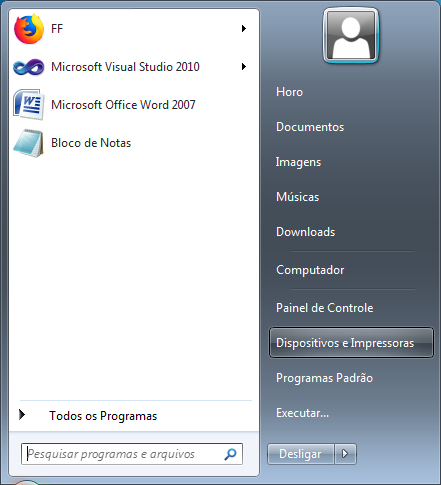 FF
Microsoft Visual Studio 2010
Microsoft Office Word 2007
Bloco de Notas
Todos os Programas
Pesquisar programas e arquivos
Horo
Documentos
Imagens
Músicas
Downloads
Computador
Painel de Controle
Dispositivos e Impressoras
Programas Padrão
Executar...
Desligar